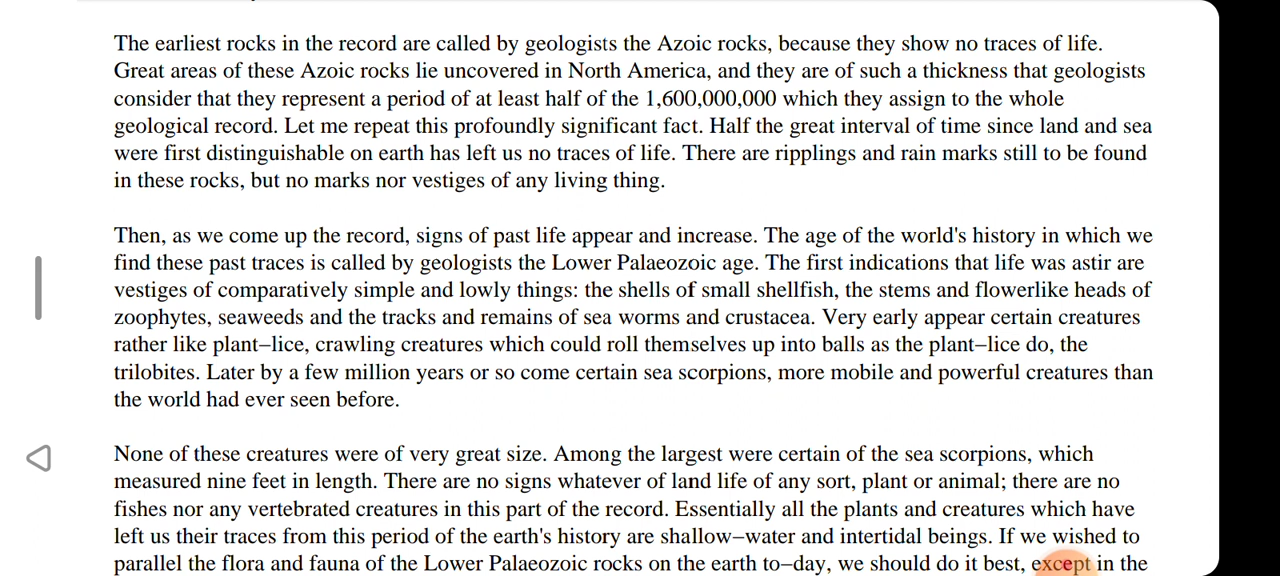 The earliest rocks in the record are called by geologists the Azoic rocks, because they show no traces of life.
Great areas of these Azoic rocks lie uncovered in North America, and they are of such a thickness that geologists
consider that they represent a period of at least half of the 1,600,000,000 which they assign to the whole
geological record. Let me repeat this profoundly significant fact. Half the great interval of time since land and sea
were first distinguishable on earth has left us no traces of life. There are ripplings and rain marks still to be found
in these rocks, but no marks nor vestiges of any living thing.
Then, as we come up the record, signs of past life appear and increase. The age of the world's history in which we
find these past traces is called by geologists the Lower Palaeozoic age. The first indications that life was astir are
vestiges of comparatively simple and lowly things: the shells of small shellfish, the stems and flowerlike heads of
zoophytes, seaweeds and the tracks and remains of sea worms and crustacea. Very early appear certain creatures
rather like plant–lice, crawling creatures which could roll themselves up into balls as the plant–lice do, the
trilobites. Later by a few million years or so come certain sea scorpions, more mobile and powerful creatures than
the world had ever seen before.
None of these creatures were of very great size. Among the largest were certain of the sea scorpions, which
measured nine feet in length. There are no signs whatever of land life of any sort, plant or animal; there are no
fishes nor any vertebrated creatures in this part of the record. Essentially all the plants and creatures which have
left us their traces from this period of the earth's history are shallow–water and intertidal beings. If we wished to
parallel the flora and fauna of the Lower Palaeozoic rocks on the earth to–day, we should do it best, except in the